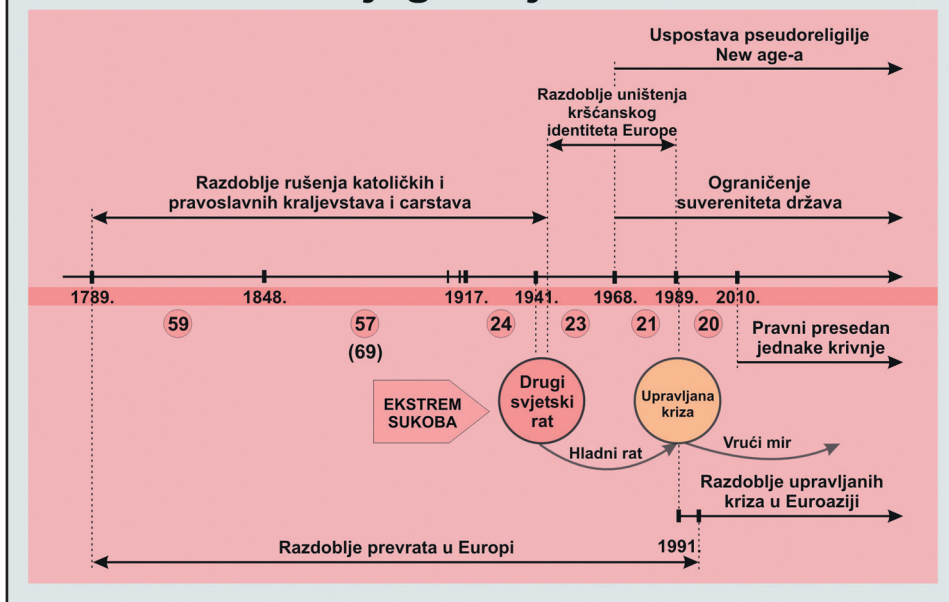 Uspostava pseudoreligilje
New age-a
Razdoblje uništenja
kršćanskog
identiteta Europe
Razdoblje rušenja katoličkih i
pravoslavnih kraljevstava i carstava
Ograničenje
suvereniteta država
1789. 1848. 1917. 1941. 1968. 1989. 2010.
59 57 24 23 21 20
(69)
Pravni presedan
jednake krivnje
EKSTREM
SUKOBA
Drugi
svjetski
rat
Upravljana
kriza
Hladni rat
Vrući mir
Razdoblje upravljanih
kriza u Euroaziji
1991.
Razdoblje prevrata u Europi